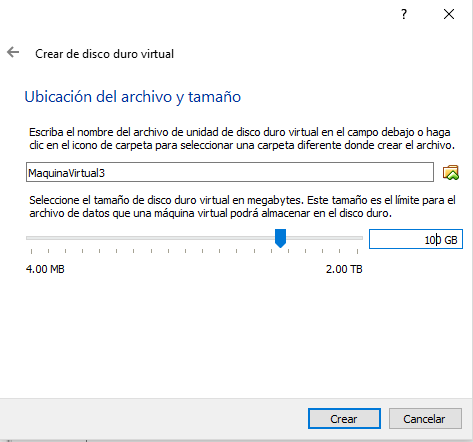 ?
Crear de disco duro virtual
Ubicación del archivo y tamaño
Escriba el nombre del archivo de unidad de disco duro virtual en el campo debajo o haga
clic en el icono de carpeta para seleccionar una carpeta diferente donde crear el archivo.
MaquinaVirtual3
Seleccione el tamaño de disco duro virtual en megabytes. Este tamaño es el límite para el
archivo de datos que una máquina virtual podrá almacenar en el disco duro.
100 GB
4.00 MB 2.00 TB
Crear Cancelar